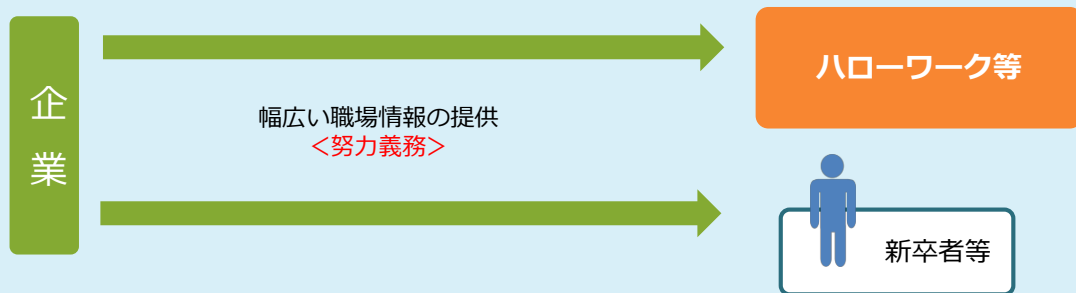 企業
ハローワーク等
幅広い職場情報の提供
＜努力義務＞
新卒者等